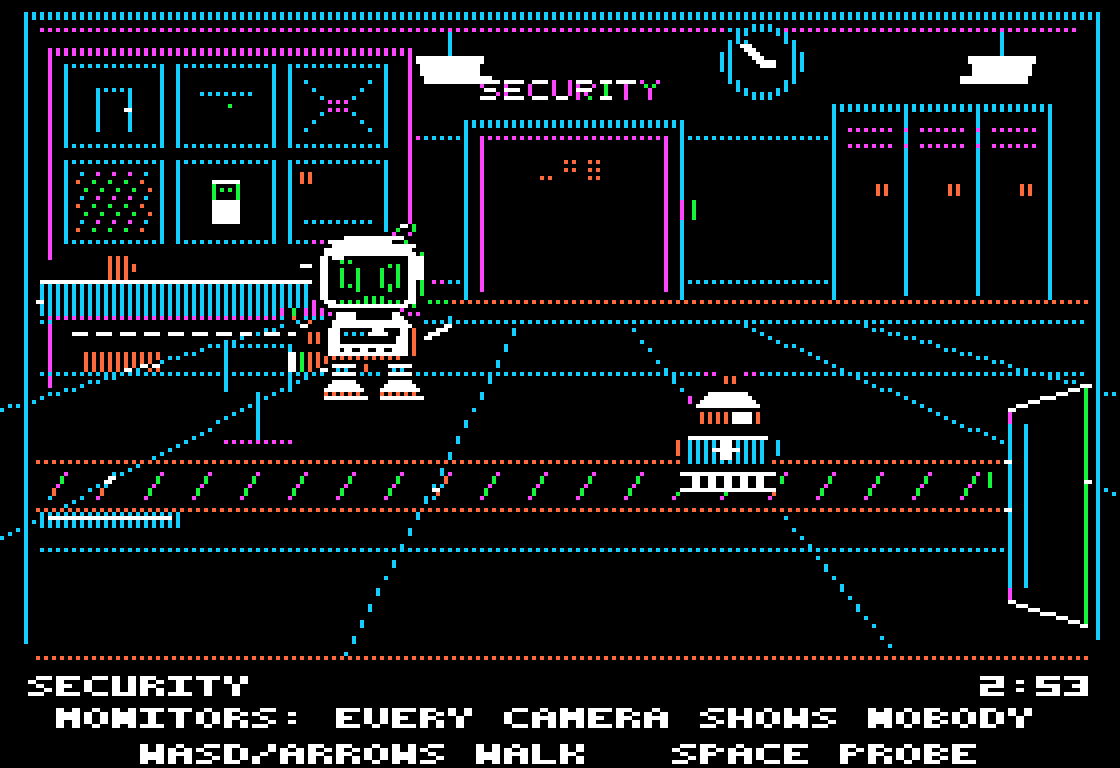 SECURITY
SECURITY 2:53
MONITORS: EVERY CAMERA SHOWS NOBODY
WASD/ARROWS WALK SPACE PROBE